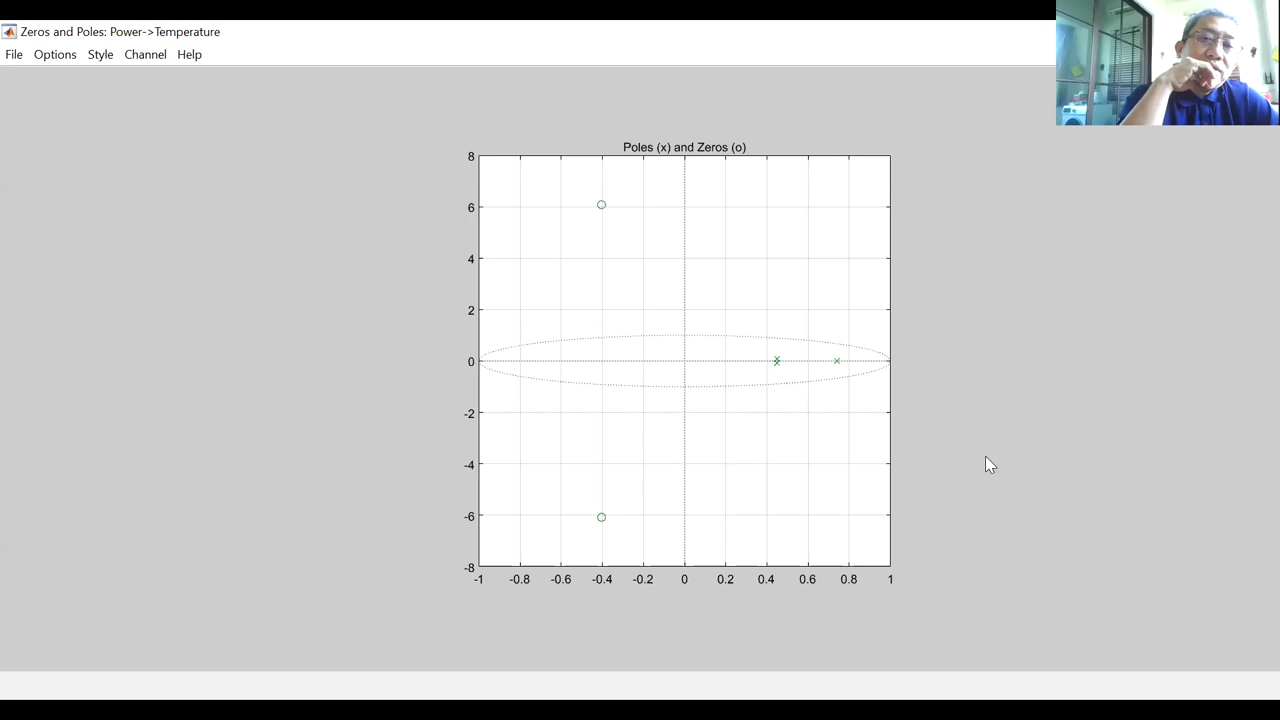 Zeros and Poles: Power->Temperature
File Options Style Channel Help
Poles (x) and Zeros (o)
8
6
4
2
0
-2
-4
-6
-8
-1 -0.8 -0.6 -0.4 -0.2 0 0.2 0.4 0.6 0.8 1